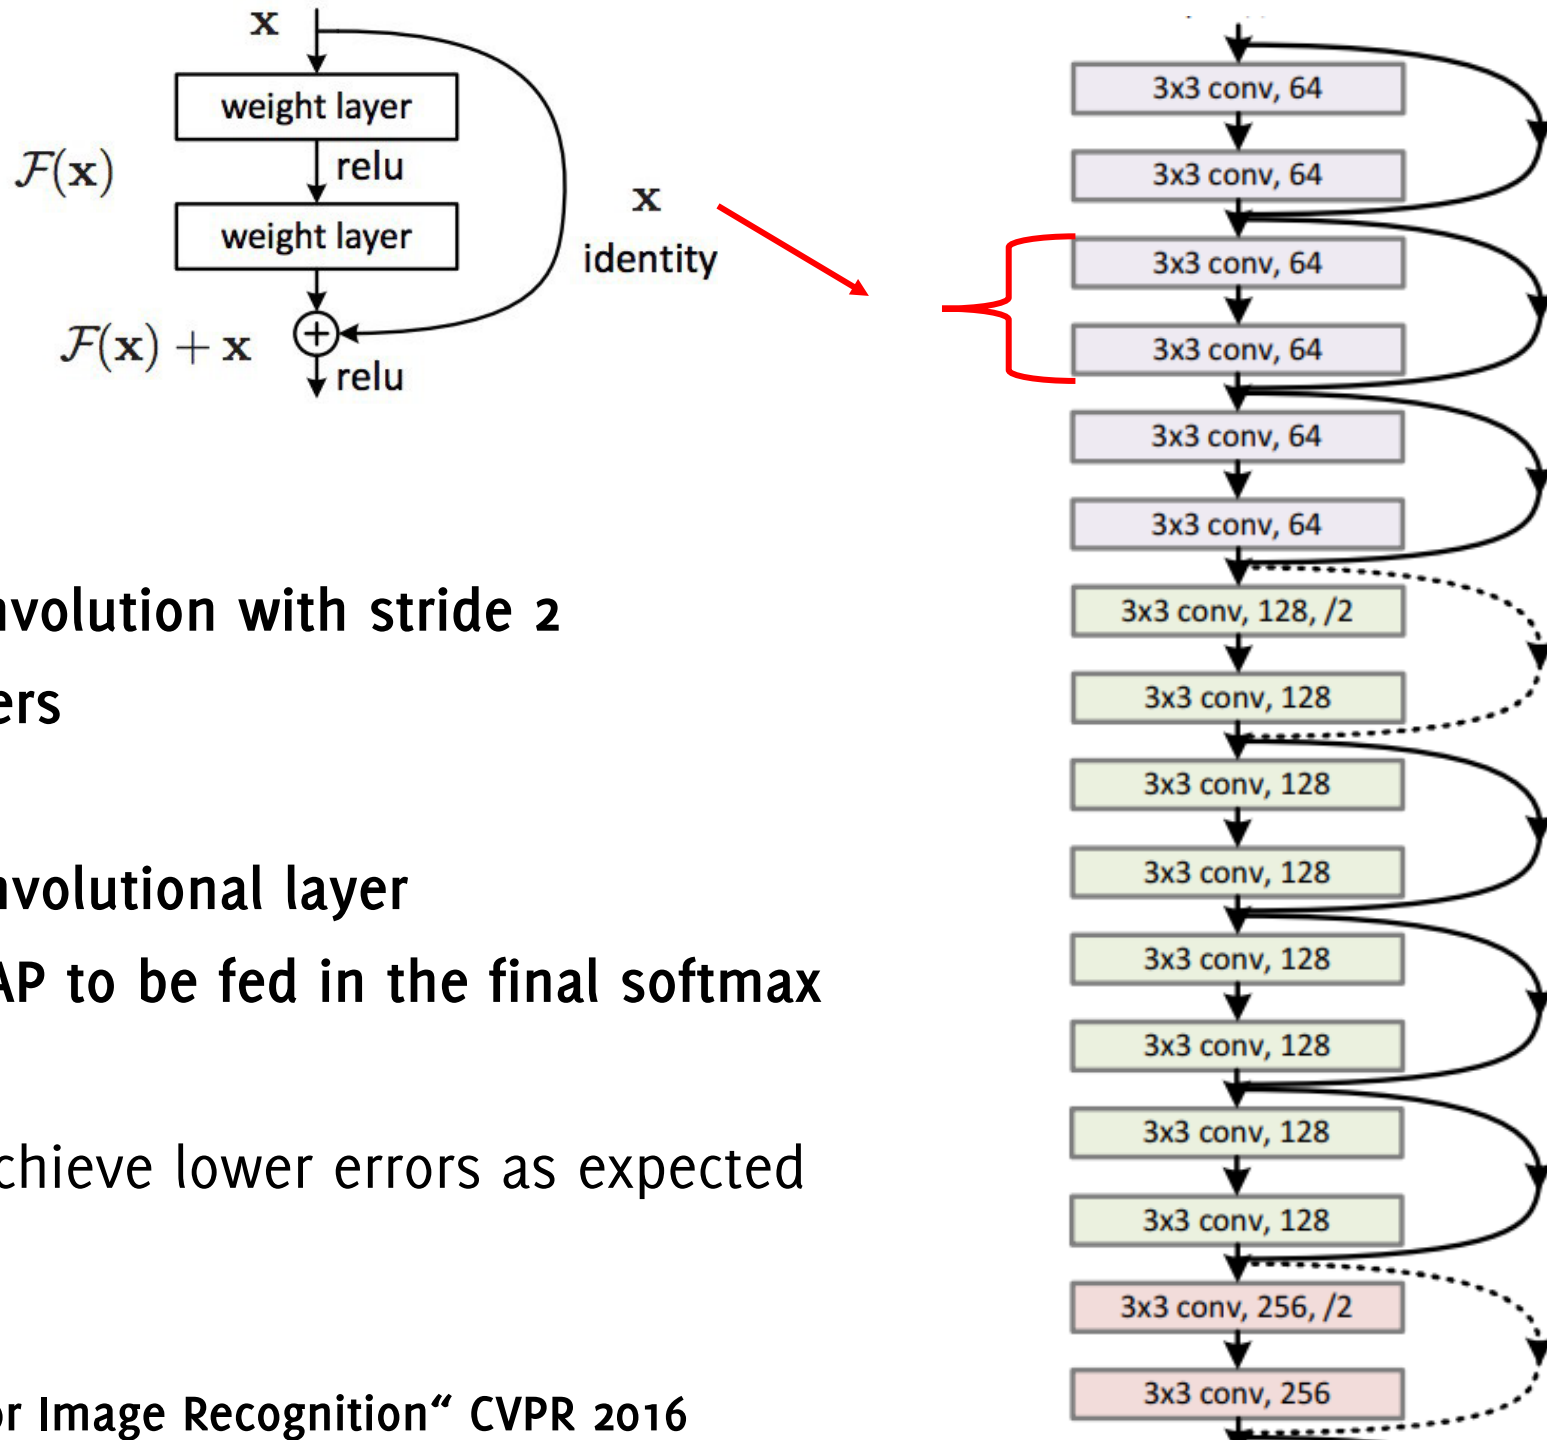 x
weight layer
relu
F(x)
weight layer
x
identity
F(x) + x
relu
nvolution with stride 2
ers
nvolutional layer
AP to be fed in the final softmax
chieve lower errors as expected
or Image Recognition“ CVPR 2016
3x3 conv, 64
3x3 conv, 64
3x3 conv, 64
3x3 conv, 64
3x3 conv, 64
3x3 conv, 64
3x3 conv, 128, /2
3x3 conv, 128
3x3 conv, 128
3x3 conv, 128
3x3 conv, 128
3x3 conv, 128
3x3 conv, 128
3x3 conv, 128
3x3 conv, 256, /2
3x3 conv, 256